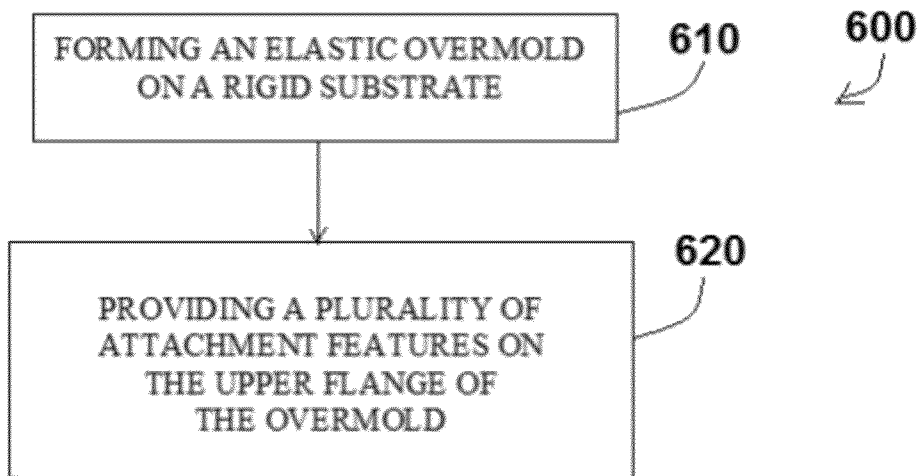 FORMING AN ELASTIC OVERMOLD
ON A RIGID SUBSTRATE
610
600
PROVIDING A PLURALITY OF
ATTACHMENT FEATURES ON
THE UPPER FLANGE OF
THE OVERMOLD
620